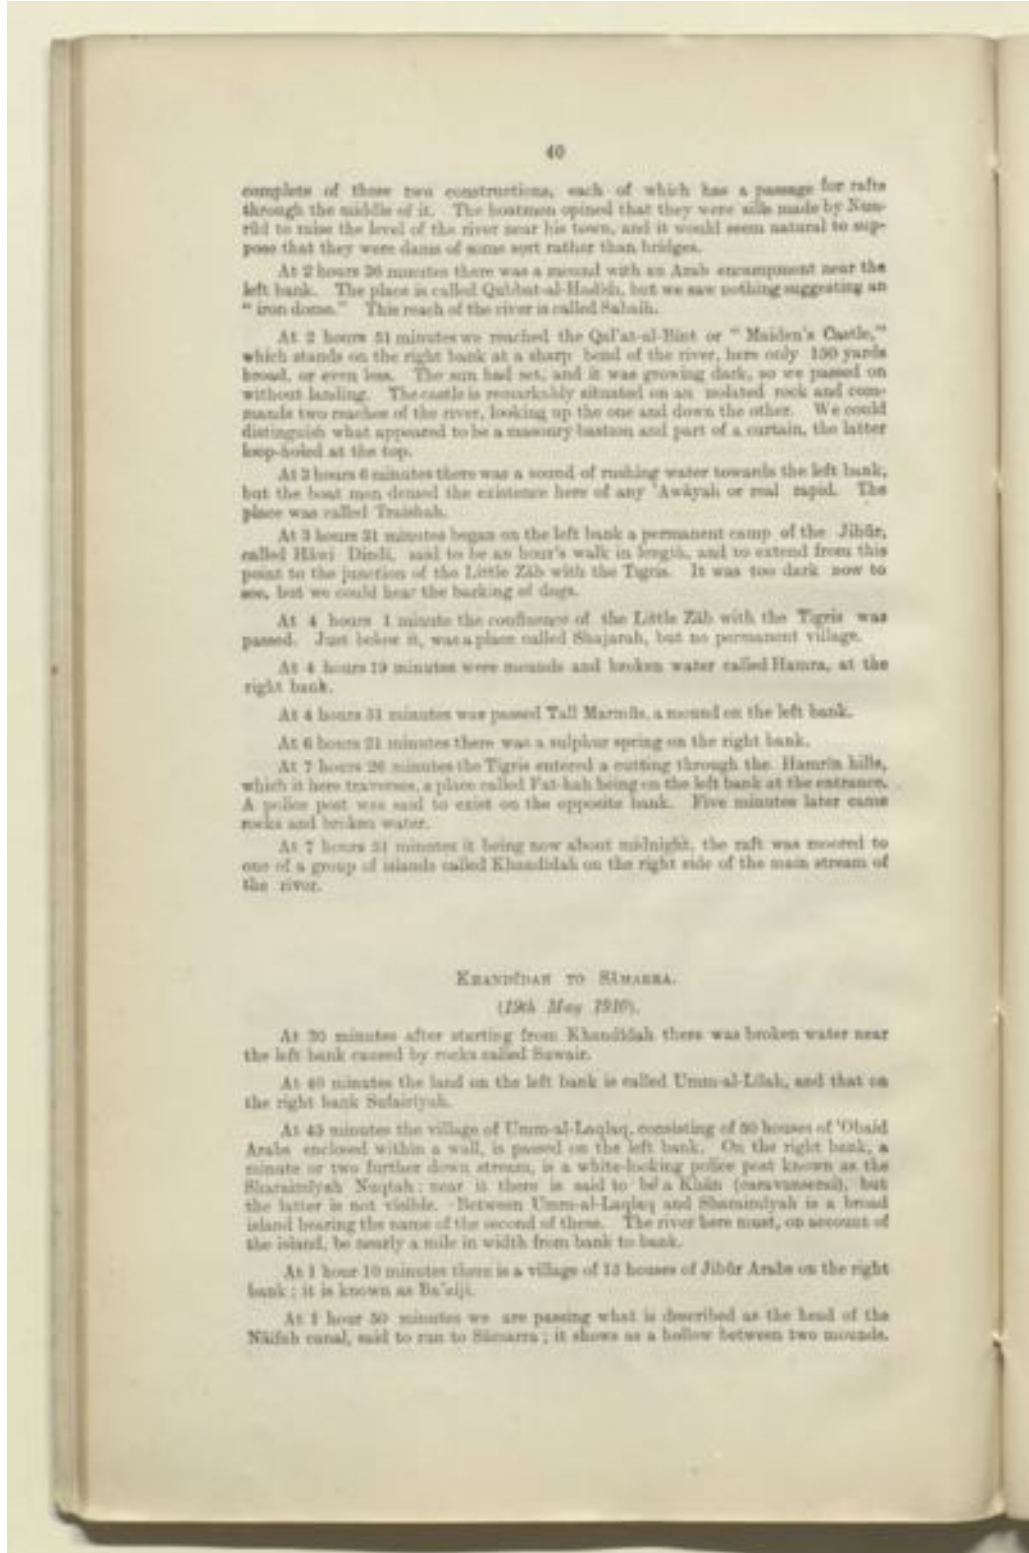 40
complete of these two constructions, each of which has a passage for rafts
through the middle of it. The boatmen opined that they were sills made by Nim-
rūd to raise the level of the river near his town, and it would seem natural to sup-
pose that they were dams of some sort rather than bridges.
At 2 hours 36 minutes there was a mound with an Arab encampment near the
left bank. The place is called Qubbat-al-Hadīd, but we saw nothing suggesting an
" iron dome." This reach of the river is called
At 2 hours 51 minutes we reached the Qal'at-al-Bint or " Maiden's Castle,"
which stands on the right bank at a sharp bend of the river, here only 150 yards
broad, or even less. The sun had set, and it was growing dark, so we passed on
without landing. The castle is remarkably situated on an isolated rock and com-
mands two reaches of the river, looking up the one and down the other. We could
distinguish what appeared to be a masonry bastion and part of a curtain, the latter
loop-holed at the top.
At 3 hours 6 minutes there was a sound of rushing water towards the left bank,
but the boat men denied the existence here of any 'Awāyah or real rapid. The
place was called Traishah.
At 3 hours 21 minutes began on the left bank a permanent camp of the Jibūr,
called Hāwi Dindi, said to be an hour's walk in length, and to extend from this
point to the junction of the Little Zāb with the Tigris. It was too dark now to
see, but we could hear the barking of dogs.
At 4 hours 1 minute the confluence of the Little Zāb with the Tigris was
passed. Just below it, was a place called Shajarah, but no permanent village.
At 4 hours 19 minutes were mounds and broken water called Hamra, at the
right bank.
At 4 hours 51 minutes was passed Tall Marmūs, a mound on the left bank.
At 6 hours 21 minutes there was a sulphur spring on the right bank.
At 7 hours 26 minutes the Tigris entered a cutting through the Hamrīn hills,
which it here traverses, a place called Fat-hah being on the left bank at the entrance.
A police post was said to exist on the opposite bank. Five minutes later came
rocks and broken water.
At 7 hours 51 minutes it being now about midnight, the raft was moored to
one of a group of islands called Khandīdah on the right side of the main stream of
the river.
KHANDĪDAH TO SĀMARRA.
(19th May 1910).
At 30 minutes after starting from Khandīdah there was broken water near
the left bank caused by rocks called Suwair.
At 40 minutes the land on the left bank is called Umm-al-Lilah, and that on
the right bank Sufairiyah.
At 45 minutes the village of Umm-al-Laqlaq, consisting of 50 houses of 'Obaid
Arabs enclosed within a wall, is passed on the left bank. On the right bank, a
minute or two further down stream, is a white-looking police post known as the
Sharaimīyah Nuqtah: near it there is said to be a Khān (caravanserai), but
the latter is not visible. Between Umm-al-Laqlaq and Sharaimīyah is a broad
island bearing the name of the second of these. The river here must, on account of
the island, be nearly a mile in width from bank to bank.
At 1 hour 10 minutes there is a village of 15 houses of Jibūr Arabs on the right
bank; it is known as Ba'aiji.
At 1 hour 50 minutes we are passing what is described as the head of the
Nāifah canal, said to run to Sāmarra; it shows as a hollow between two mounds.